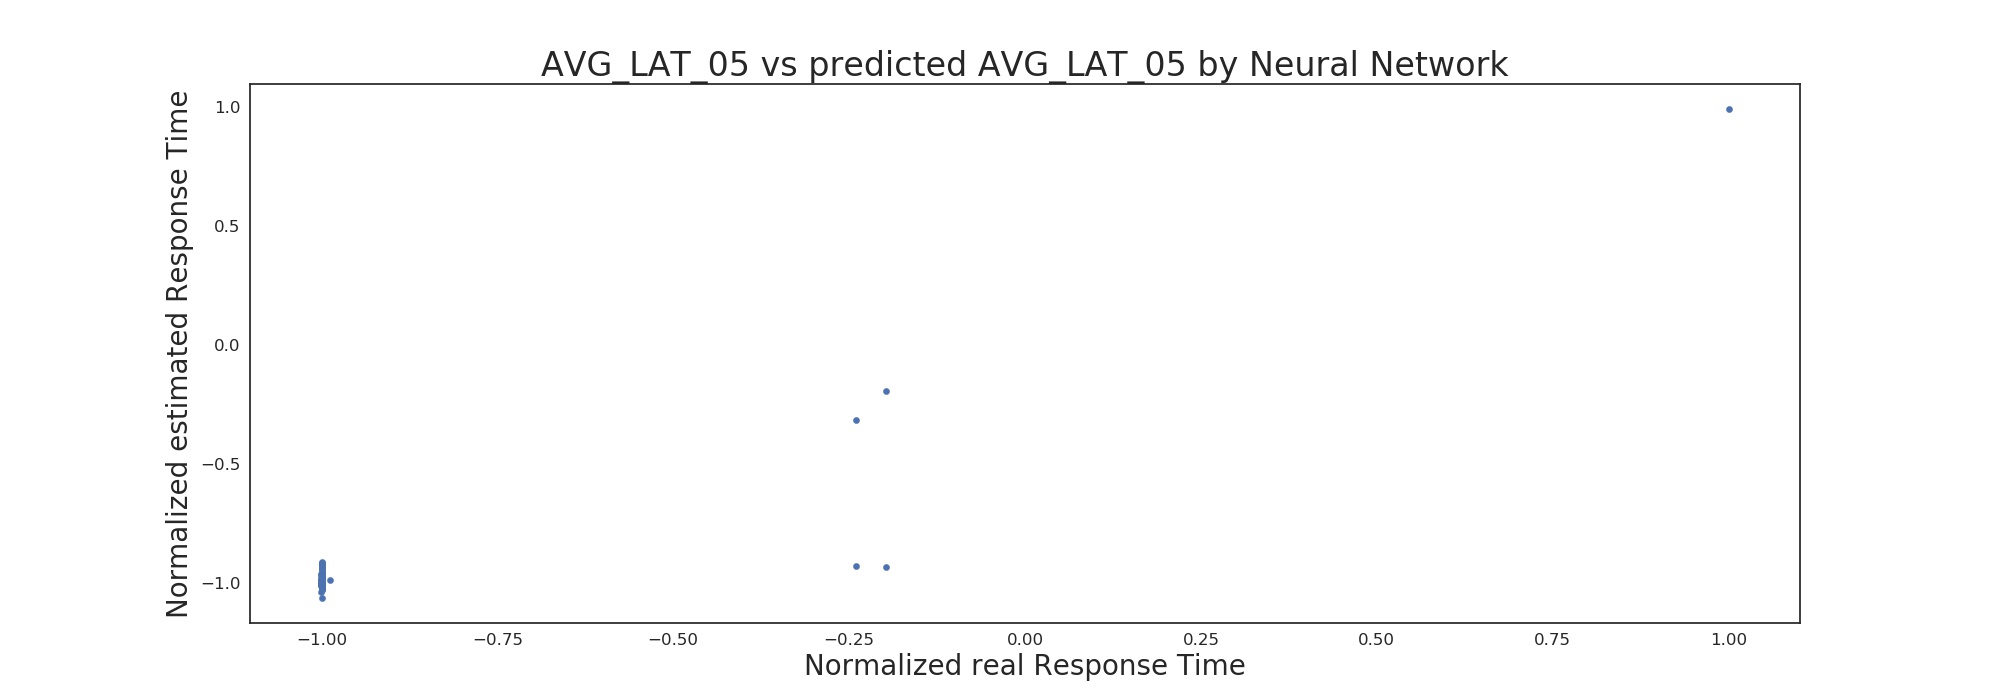 AVG_LAT_05 vs predicted AVG_LAT_05 by Neural Network
Normalized estimated Response Time
1.0
0.5
0.0
−0.5
−1.0
−1.00 −0.75 −0.50 −0.25 0.00 0.25 0.50 0.75 1.00
Normalized real Response Time